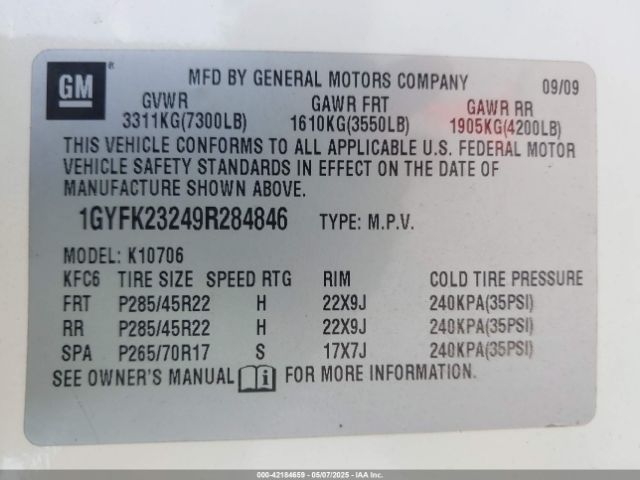 GM ®
MFD BY GENERAL MOTORS COMPANY 09/09
GVWR GAWR FRT GAWR RR
3311KG(7300LB) 1610KG(3550LB) 1905KG(4200LB)
THIS VEHICLE CONFORMS TO ALL APPLICABLE U.S. FEDERAL MOTOR
VEHICLE SAFETY STANDARDS IN EFFECT ON THE DATE OF
MANUFACTURE SHOWN ABOVE.
1GYFK23249R284846 TYPE: M.P.V.
MODEL: K10706
KFC6 TIRE SIZE SPEED RTG RIM COLD TIRE PRESSURE
FRT P285/45R22 H 22X9J 240KPA(35PSI)
RR P285/45R22 H 22X9J 240KPA(35PSI)
SPA P265/70R17 S 17X7J 240KPA(35PSI)
SEE OWNER'S MANUAL i FOR MORE INFORMATION.
000-42184659 | 05/07/2025 | IAA Inc.